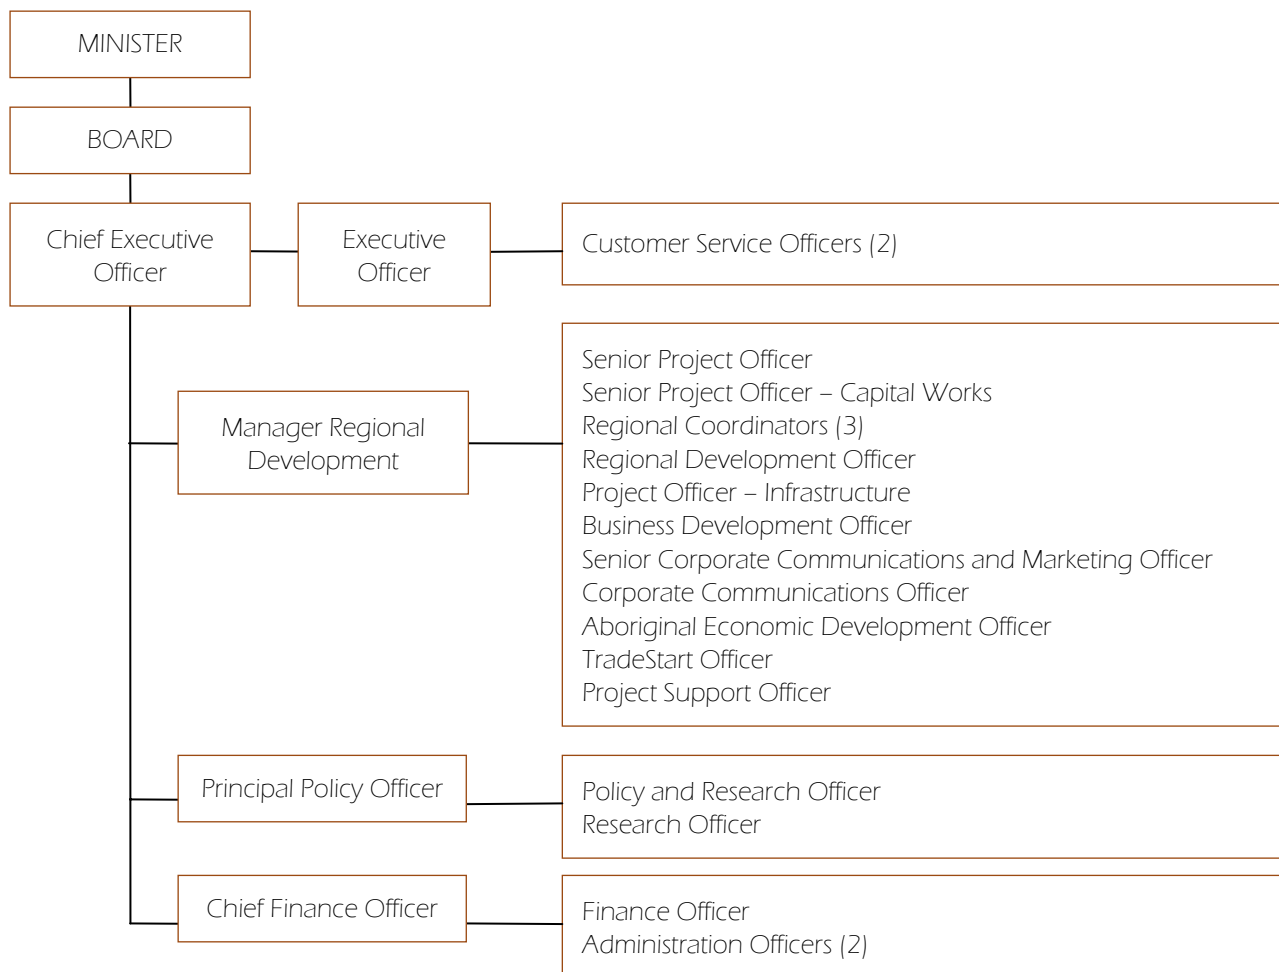 MINISTER
BOARD
Chief Executive
Officer
Executive
Officer
Customer Service Officers (2)
Manager Regional
Development
Senior Project Officer
Senior Project Officer – Capital Works
Regional Coordinators (3)
Regional Development Officer
Project Officer – Infrastructure
Business Development Officer
Senior Corporate Communications and Marketing Officer
Corporate Communications Officer
Aboriginal Economic Development Officer
TradeStart Officer
Project Support Officer
Principal Policy Officer
Policy and Research Officer
Research Officer
Chief Finance Officer
Finance Officer
Administration Officers (2)